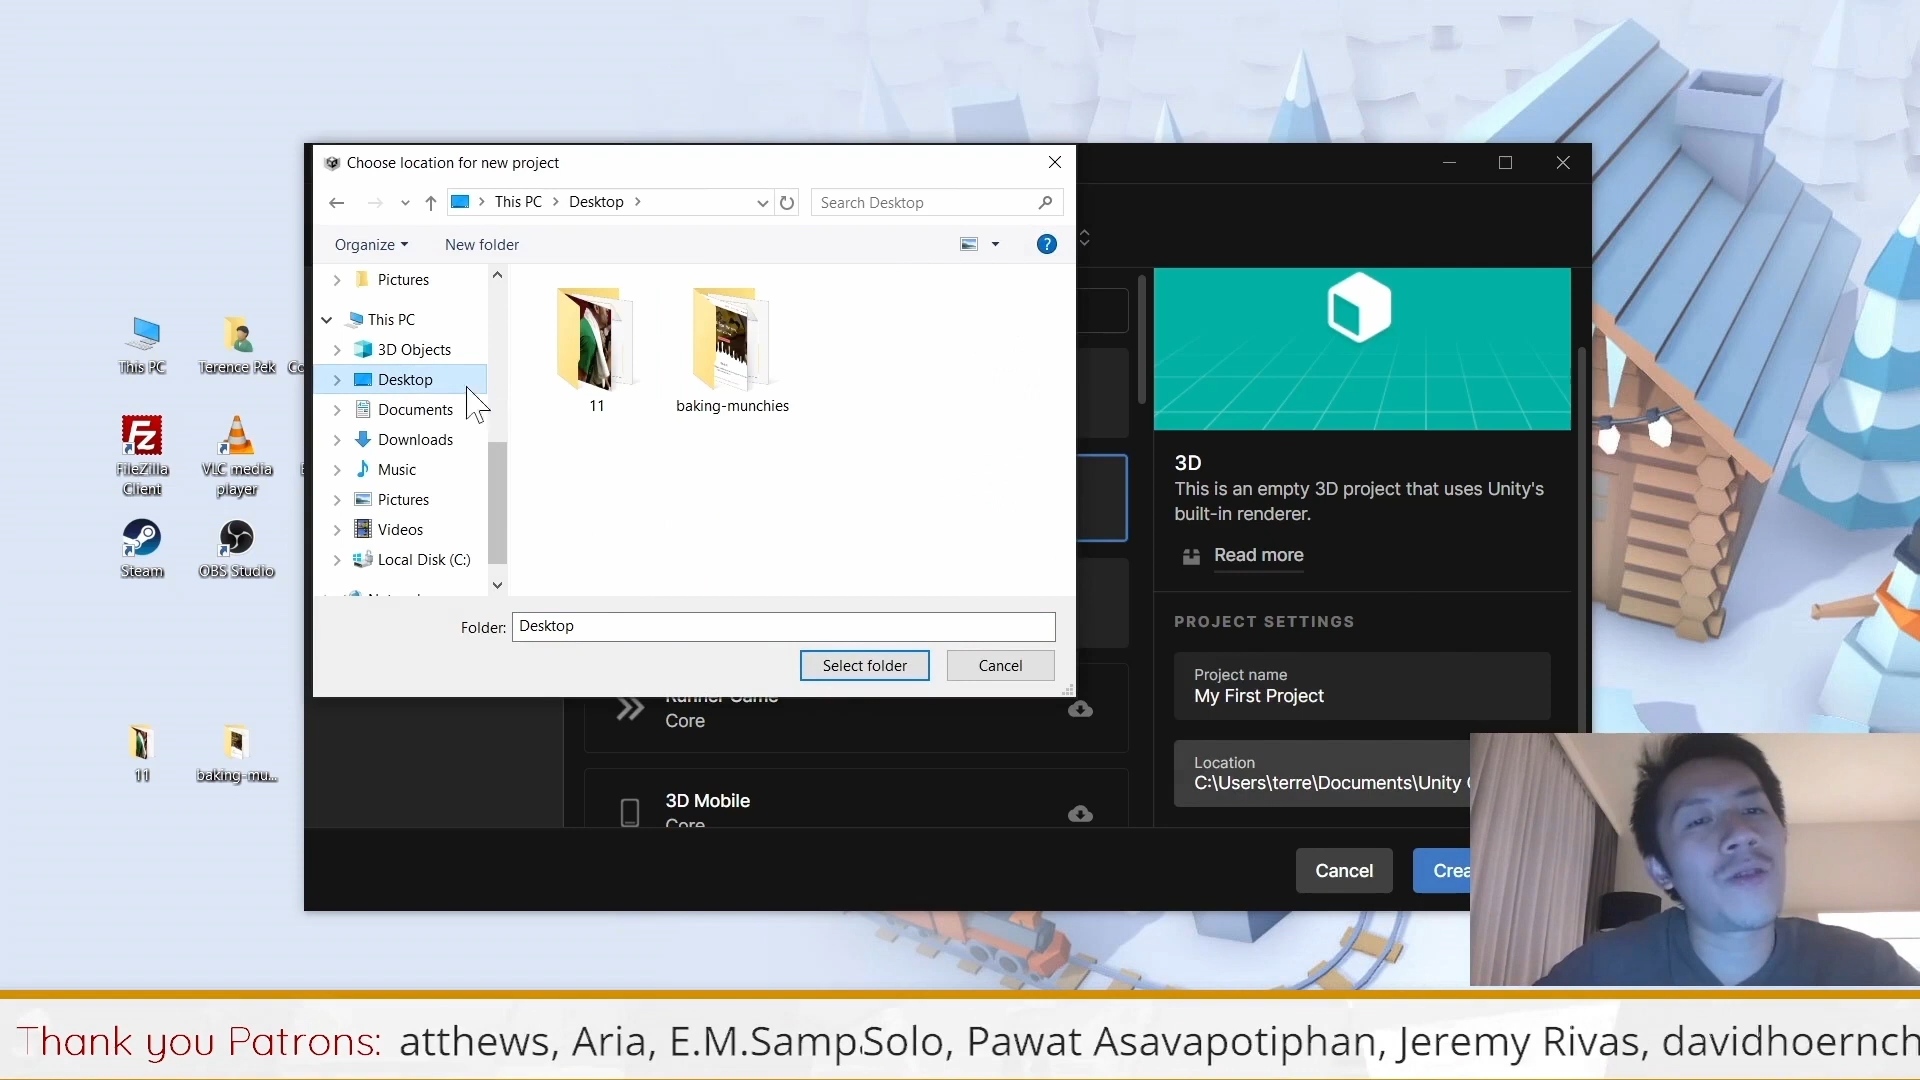 Choose location for new project
This PC
Desktop
Search Desktop
Organize
New folder
Pictures
This PC
3D Objects
Desktop
Documents
Downloads
Music
Pictures
Videos
Local Disk (C:)
11
baking-munchies
Folder:
Desktop
Select folder
Cancel
This PC
Terence Pek
FileZilla
Client
VLC media
player
Steam
OBS Studio
11
baking-mu...
Core
3D Mobile
Core
3D
This is an empty 3D project that uses Unity's
built-in renderer.
Read more
PROJECT SETTINGS
Project name
My First Project
Location
C:\Users\terre\Documents\Unity
Cancel
Crea
Thank you Patrons: atthews, Aria, E.M.SampSolo, Pawat Asavapotiphan, Jeremy Rivas, davidhoernch